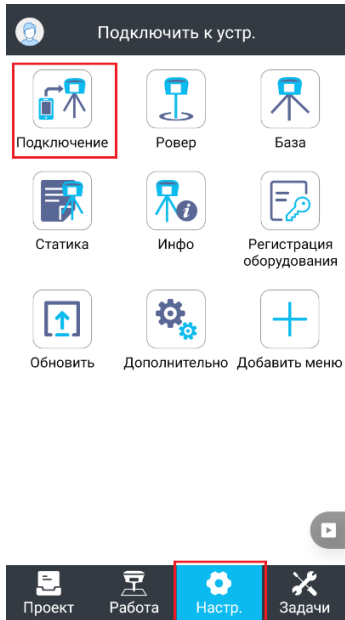 Подключить к устр.
Подключение
Ровер
База
Статика
Инфо
Регистрация
оборудования
Обновить
Дополнительно
Добавить меню
Проект
Работа
Настр.
Задачи